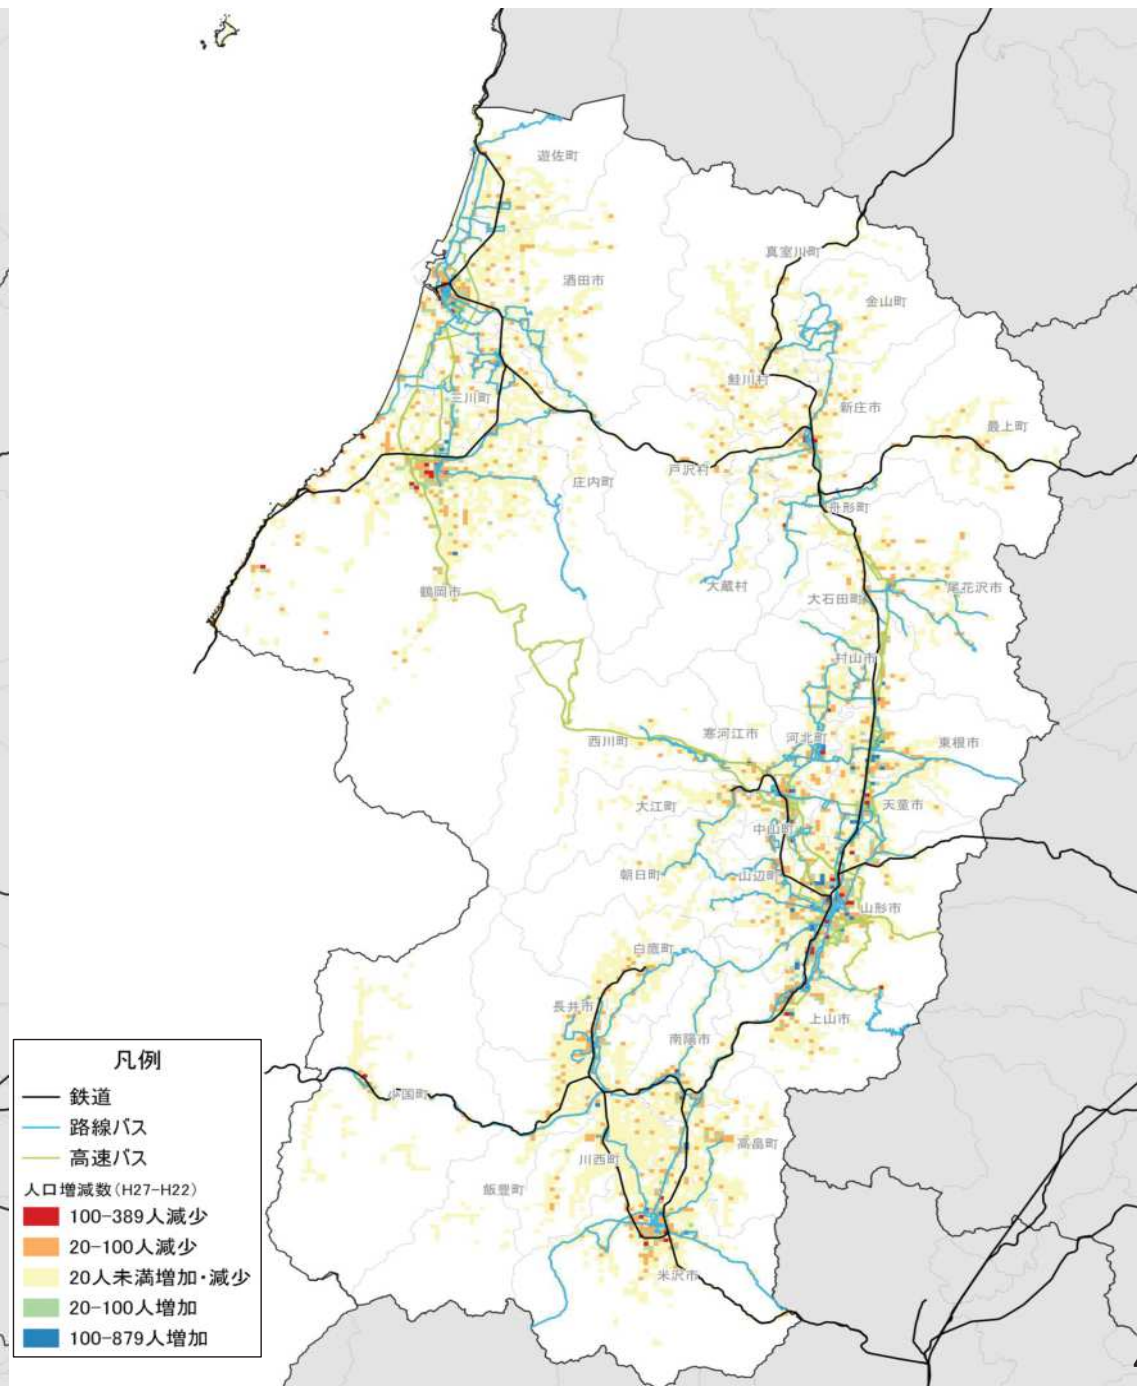 遊佐町
真室川町
酒田市
金山町
鮭川村
三川町
新庄市
最上町
戸沢村
庄内町
舟形町
鶴岡市
大蔵村
大石田町
尾花沢市
村山市
西川町
寒河江市
河北町
東根市
大江町
天童市
中山町
朝日町
山辺町
山形市
白鷹町
長井市
上山市
南陽市
小国町
川西町
高畠町
飯豊町
米沢市
凡例
鉄道
路線バス
高速バス
人口増減数(H27-H22)
100-389人減少
20-100人減少
20人未満増加・減少
20-100人増加
100-879人増加